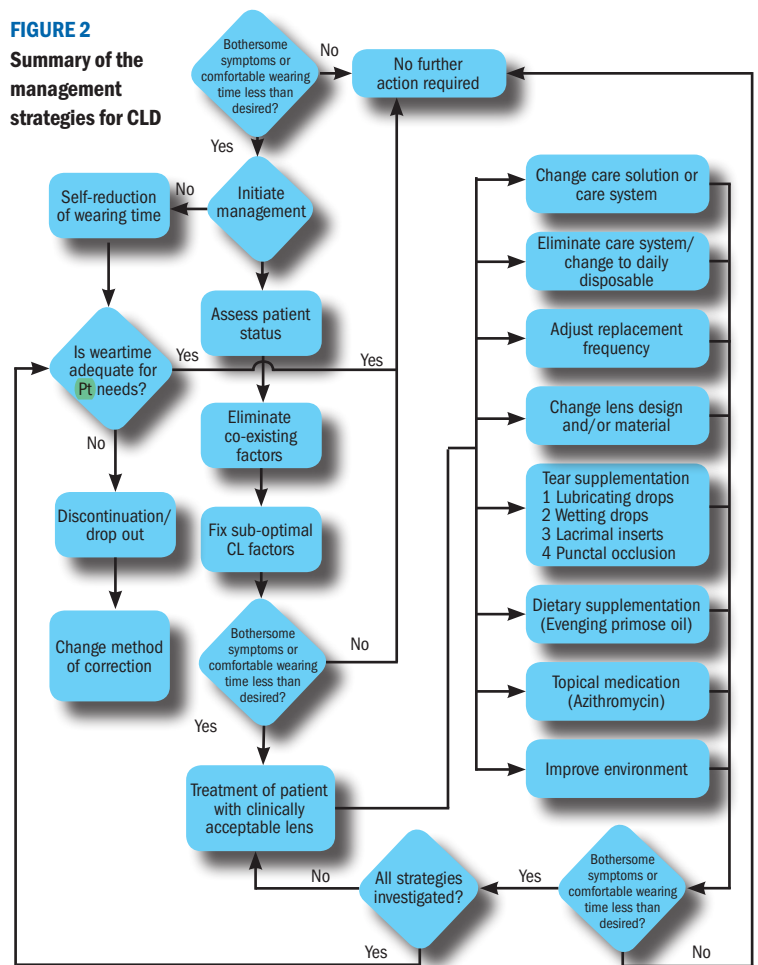 FIGURE 2
Summary of the
management
strategies for CLD
Bothersome
symptoms or
comfortable wearing
time less than
desired?
No
No further
action required
Yes
Self-reduction
of wearing time
No
Initiate
management
Assess patient
status
Is weartime
adequate for
Pt needs?
Yes
Yes
No
Eliminate
co-existing
factors
Discontinuation/
drop out
Fix sub-optimal
CL factors
Change method
of correction
Bothersome
symptoms or
comfortable wearing
time less than
desired?
No
Yes
Treatment of patient
with clinically
acceptable lens
Change care solution or
care system
Eliminate care system/
change to daily
disposable
Adjust replacement
frequency
Change lens design
and/or material
Tear supplementation
1 Lubricating drops
2 Wetting drops
3 Lacrimal inserts
4 Punctal occlusion
Dietary supplementation
(Evenging primose oil)
Topical medication
(Azithromycin)
Improve environment
Bothersome
symptoms or
comfortable wearing
time less than
desired?
Yes
No
All strategies
investigated?
No
Yes